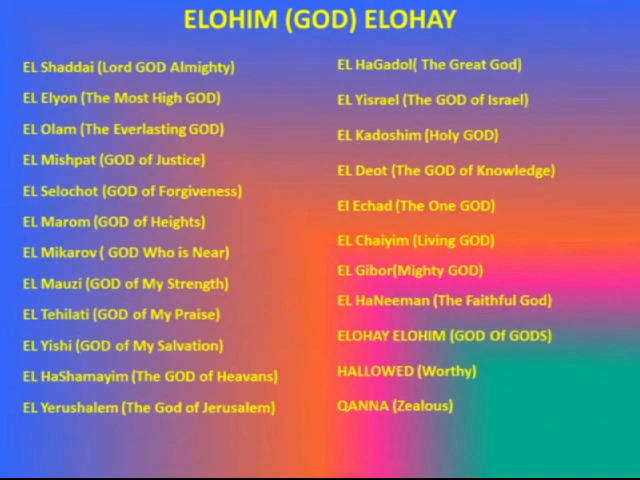 ELOHIM (GOD) ELOHAY
EL Shaddai (Lord GOD Almighty)
EL Elyon (The Most High GOD)
EL Olam (The Everlasting GOD)
EL Mishpat (GOD of Justice)
EL Selochot (GOD of Forgiveness)
EL Marom (GOD of Heights)
EL Mikarov ( GOD Who is Near)
EL Mauzi (GOD of My Strength)
EL Tehilati (GOD of My Praise)
EL Yishi (GOD of My Salvation)
EL HaShamayim (The GOD of Heavans)
EL Yerushalem (The God of Jerusalem)
EL HaGadol( The Great God)
EL Yisrael (The GOD of Israel)
EL Kadoshim (Holy GOD)
EL Deot (The GOD of Knowledge)
El Echad (The One GOD)
EL Chaiyim (Living GOD)
EL Gibor(Mighty GOD)
EL HaNeeman (The Faithful God)
ELOHAY ELOHIM (GOD Of GODS)
HALLOWED (Worthy)
QANNA (Zealous)